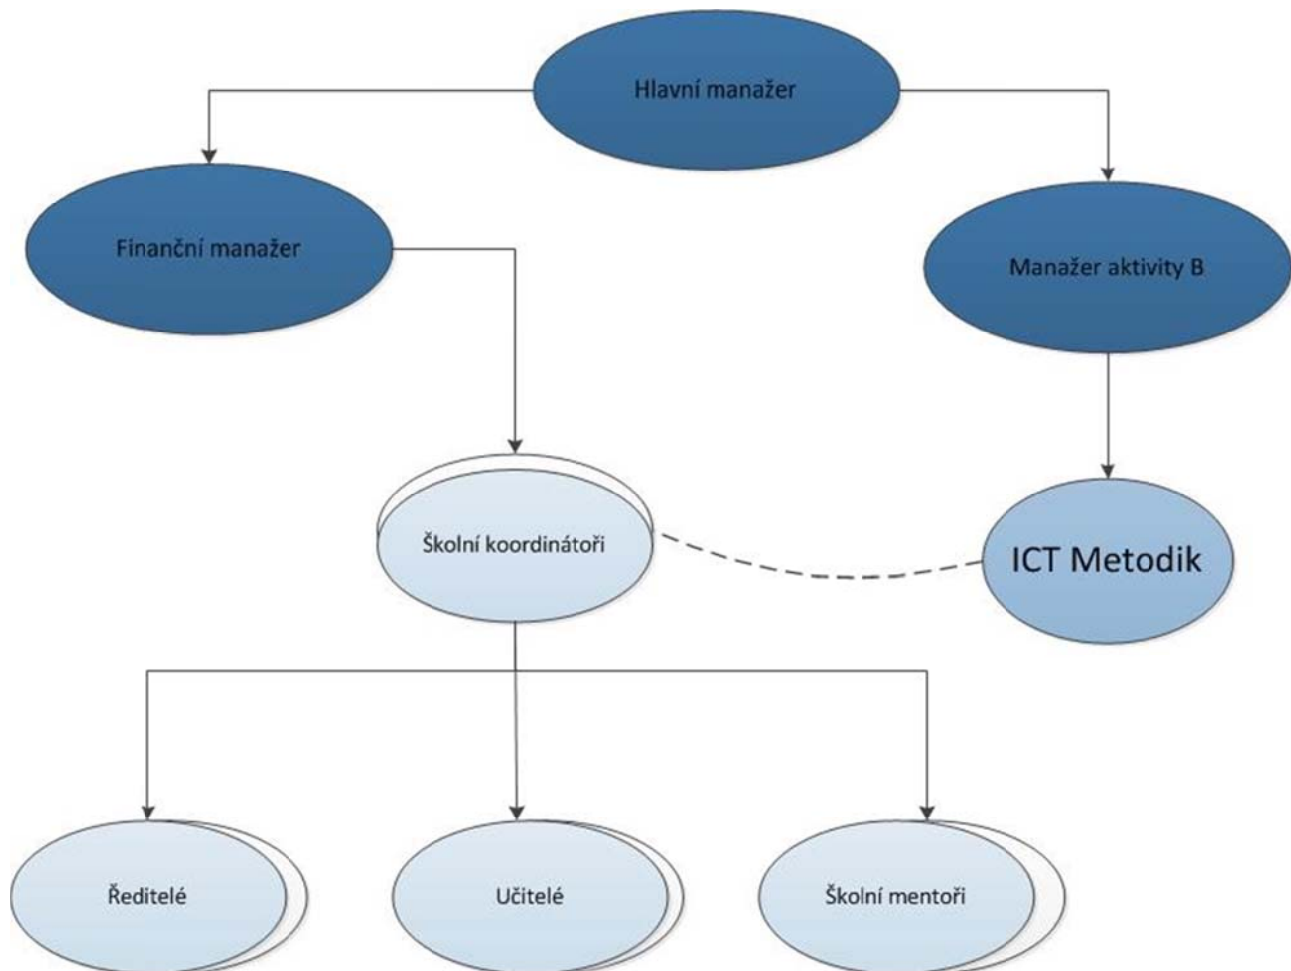 Hlavní manažer
Finanční manažer
Manažer aktivity B
Školní koordinátoři
ICT Metodik
Ředitelé
Učitelé
Školní mentoři